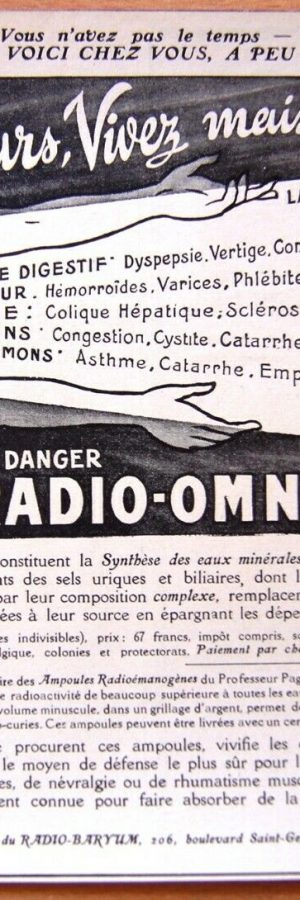 Vous n'avez pas le temps —
VOICI CHEZ VOUS, A PEU
urs, Vivez mais
LA
E DIGESTIF· Dyspepsie, Vertige, Con
UR. Hémorroïdes, Varices, Phlébite
E : Colique Hépatique, Scléros
NS · Congestion, Cystite, Catarrhe
MONS· Asthme, Catarrhe, Emp
DANGER
RADIO-OMN
constituent la Synthèse des eaux minérales
ts des sels uriques et biliaires, dont l
par leur composition complexe, remplacen
ées à leur source en épargnant les dépe
es indivisibles), prix : 67 francs, impôt compris, s
lgique, colonies et protectorats. Paiement par ch
ire des Ampoules Radioémanogènes du Professeur Pag
e radioactivité de beaucoup supérieure à toutes les ea
volume minuscule, dans un grillage d'argent, permet d
o-curies. Ces ampoules peuvent être livrées avec un cer
e procurent ces ampoules, vivifie les
le moyen de défense le plus sûr pour l
es, de névralgie ou de rhumatisme musc
ent connue pour faire absorber de la
du RADIO-BARYUM, 206, boulevard Saint-Ge